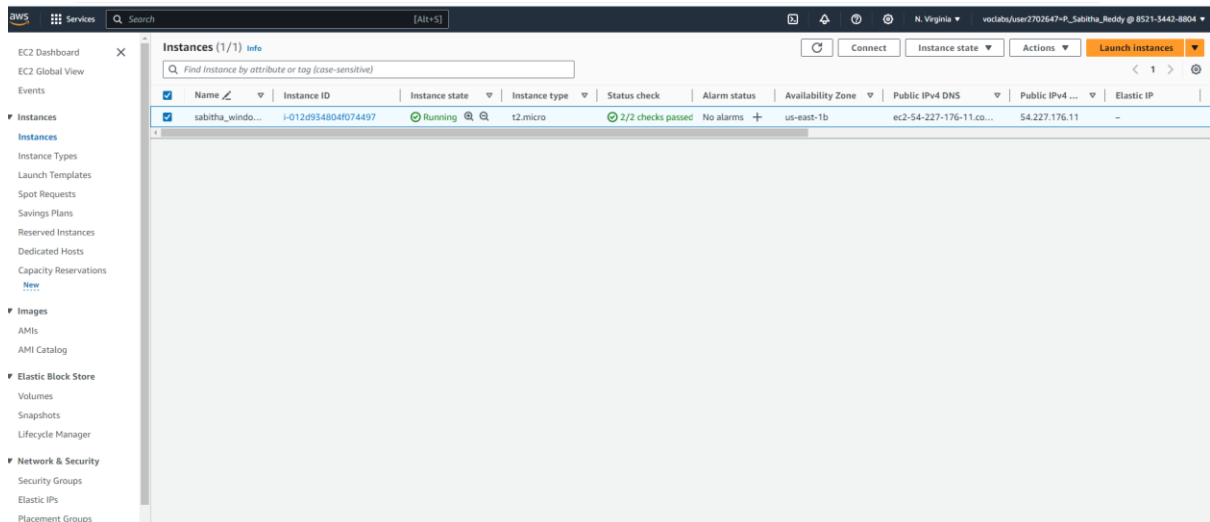 aws Services Search [Alt+S] N. Virginia ▼ voclabs/user2702647=P._Sabitha_Reddy @ 8521-3442-8804 ▼
EC2 Dashboard
EC2 Global View
Events
Instances
Instances
Instance Types
Launch Templates
Spot Requests
Savings Plans
Reserved Instances
Dedicated Hosts
Capacity Reservations
New
Images
AMIs
AMI Catalog
Elastic Block Store
Volumes
Snapshots
Lifecycle Manager
Network & Security
Security Groups
Elastic IPs
Placement Groups
Instances (1/1) Info
Connect Instance state ▼ Actions ▼ Launch instances ▼
Find Instance by attribute or tag (case-sensitive)
< 1 >
Name Instance ID Instance state Instance type Status check Alarm status Availability Zone Public IPv4 DNS Public IPv4 ... Elastic IP
sabitha_windo... i-012d934804f074497 Running t2.micro 2/2 checks passed No alarms + us-east-1b ec2-54-227-176-11.co... 54.227.176.11 –